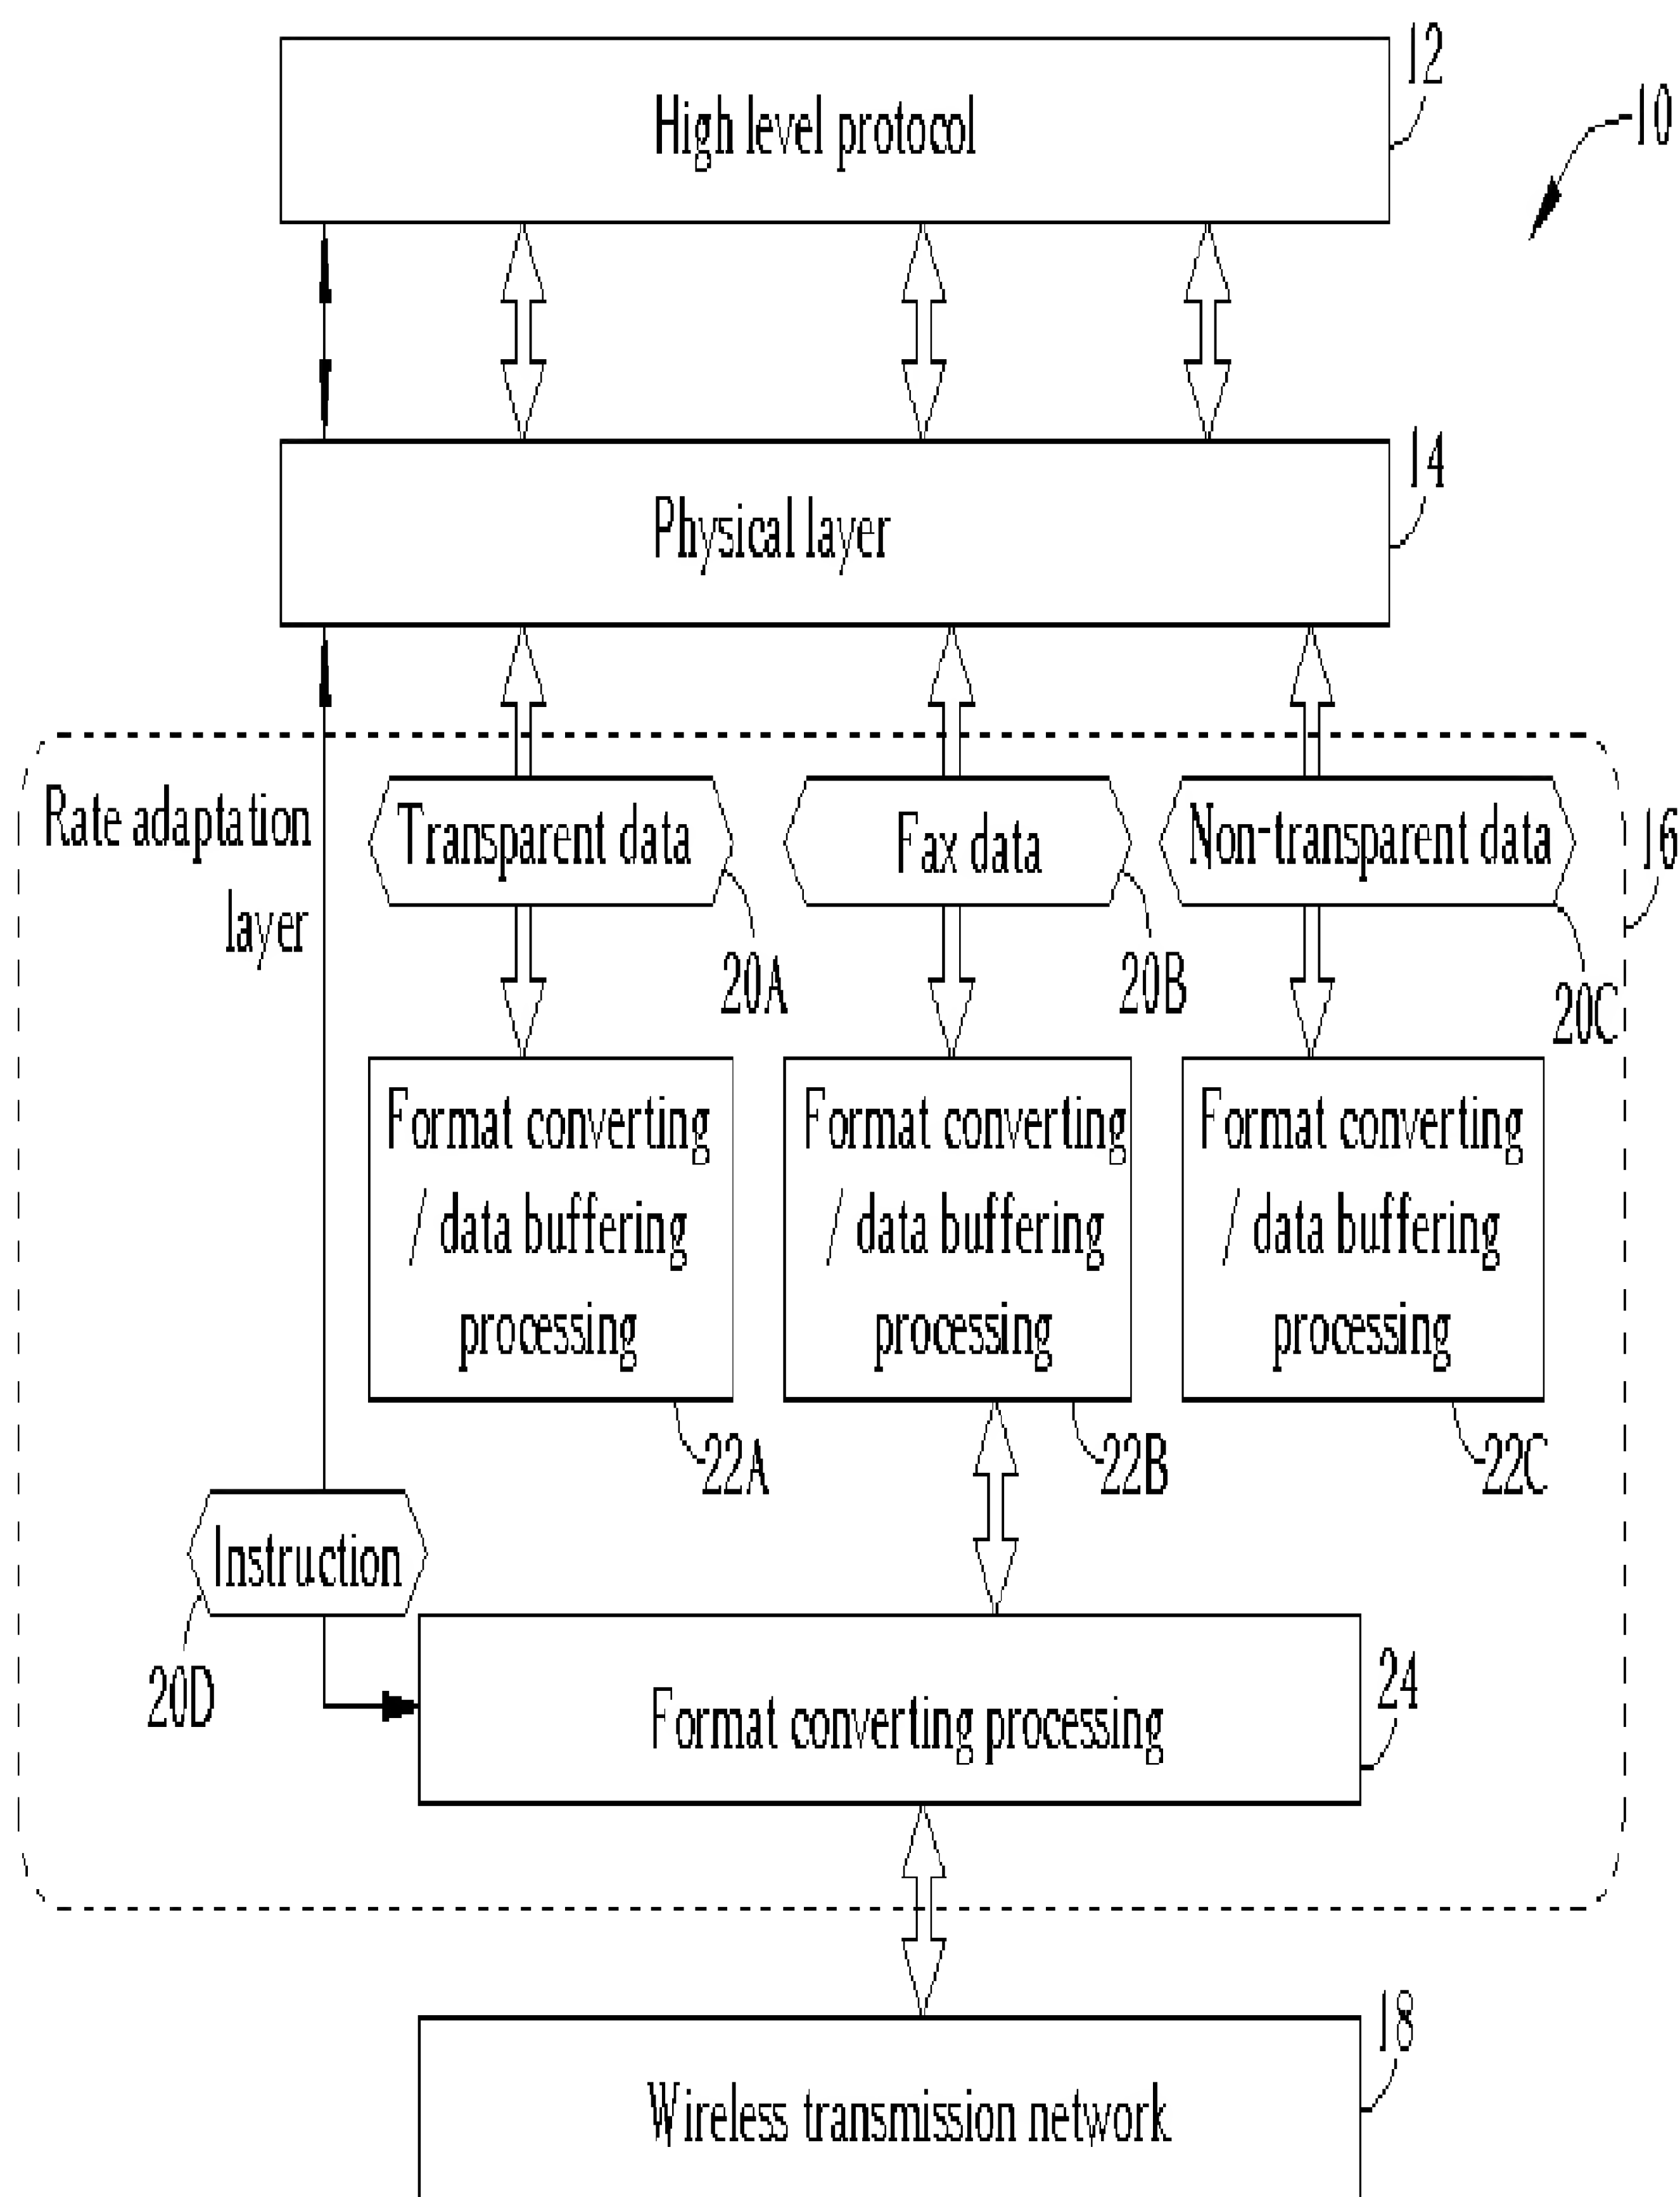 12
High level protocol
10
14
Physical layer
Rate adaptation
layer
Transparent data
Fax data
Non-transparent data
16
20A
20B
20C
Format converting
/ data buffering
processing
Format converting
/ data buffering
processing
Format converting
/ data buffering
processing
22A
22B
22C
Instruction
20D
24
Format converting processing
18
Wireless transmission network